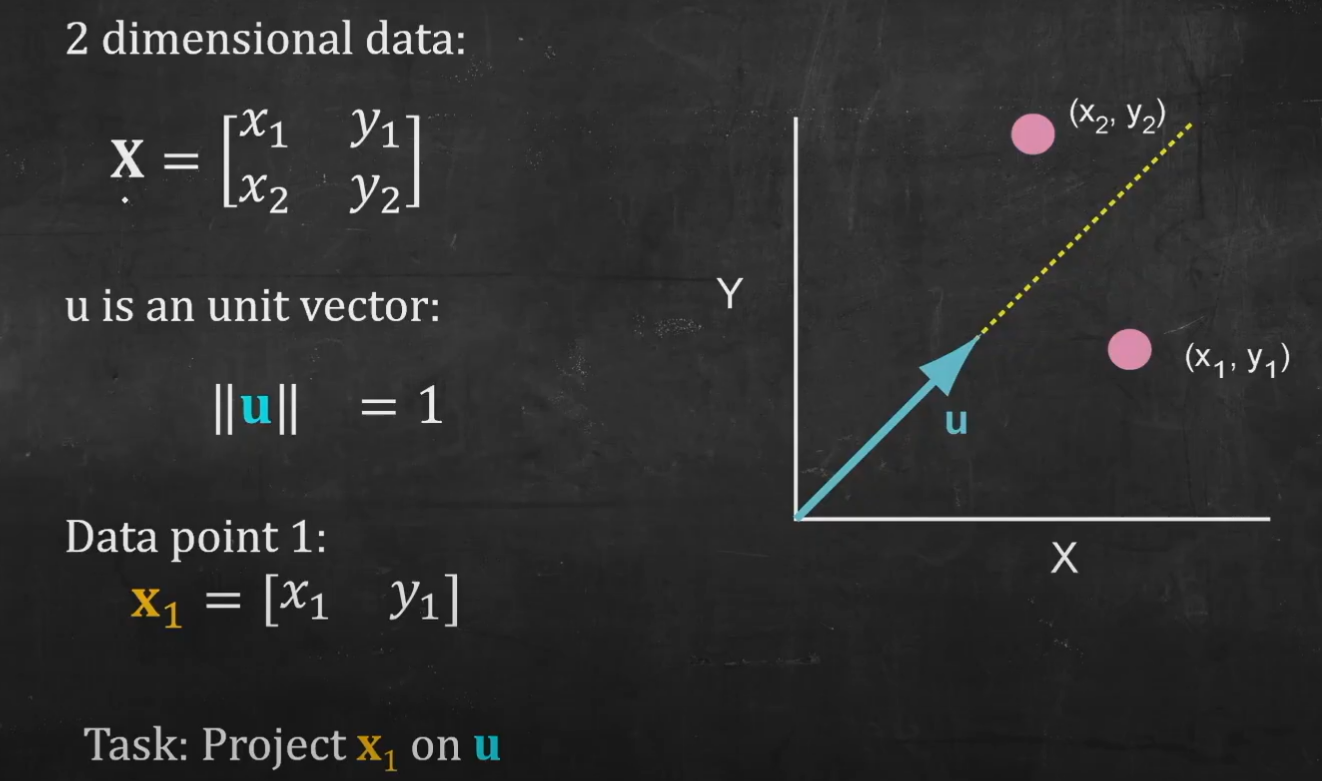 2 dimensional data:
X = [x₁ y₁
x₂ y₂]
u is an unit vector:
‖u‖ = 1
Data point 1:
x₁ = [x₁ y₁]
Task: Project x₁ on u
(x₂, y₂)
Y
(x₁, y₁)
u
X